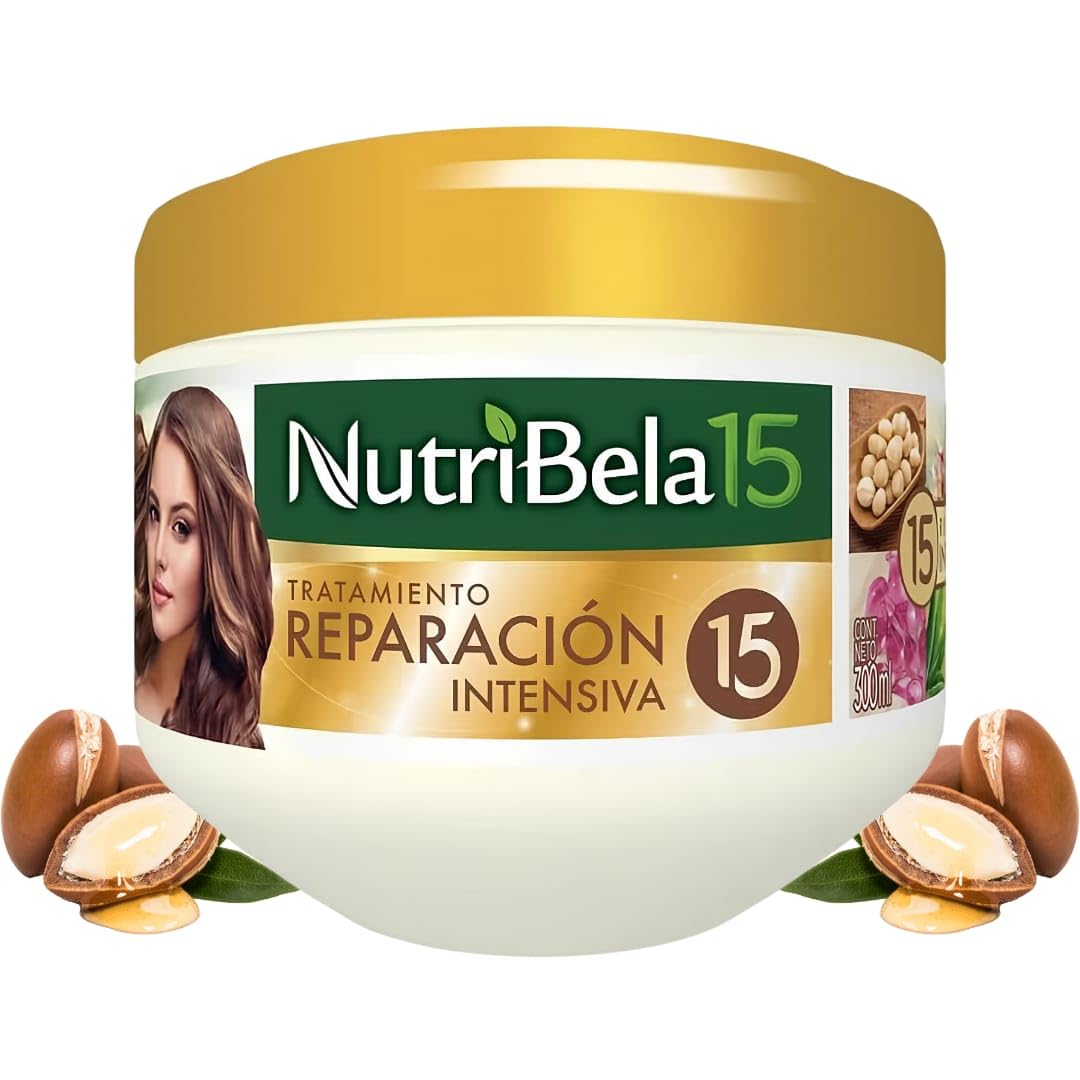 NutriBela15
TRATAMIENTO
REPARACIÓN
INTENSIVA
15
15
CONT.
NETO
300ml